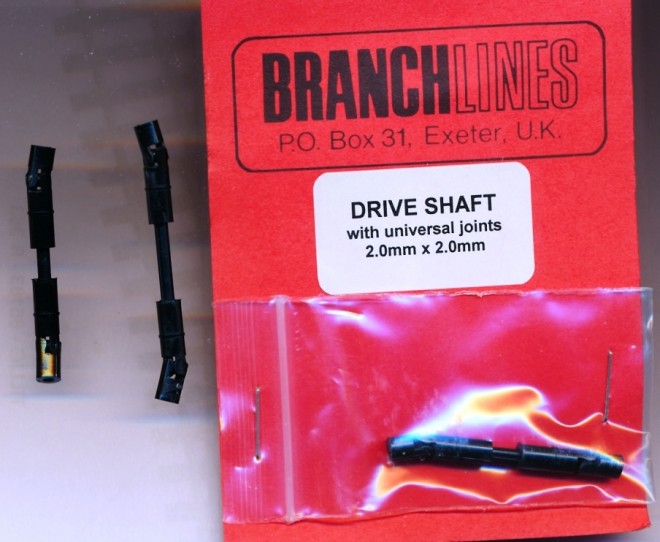 BRANCHLINES
P.O. Box 31, Exeter, U.K.
DRIVE SHAFT
with universal joints
2.0mm x 2.0mm